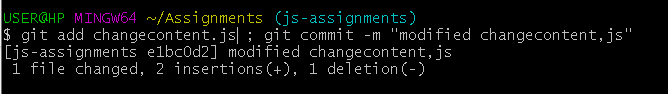 USER@HP MINGW64 ~/Assignments (js-assignments)
$ git add changecontent.js ; git commit -m "modified changecontent,js"
[js-assignments e1bc0d2] modified changecontent,js
 1 file changed, 2 insertions(+), 1 deletion(-)